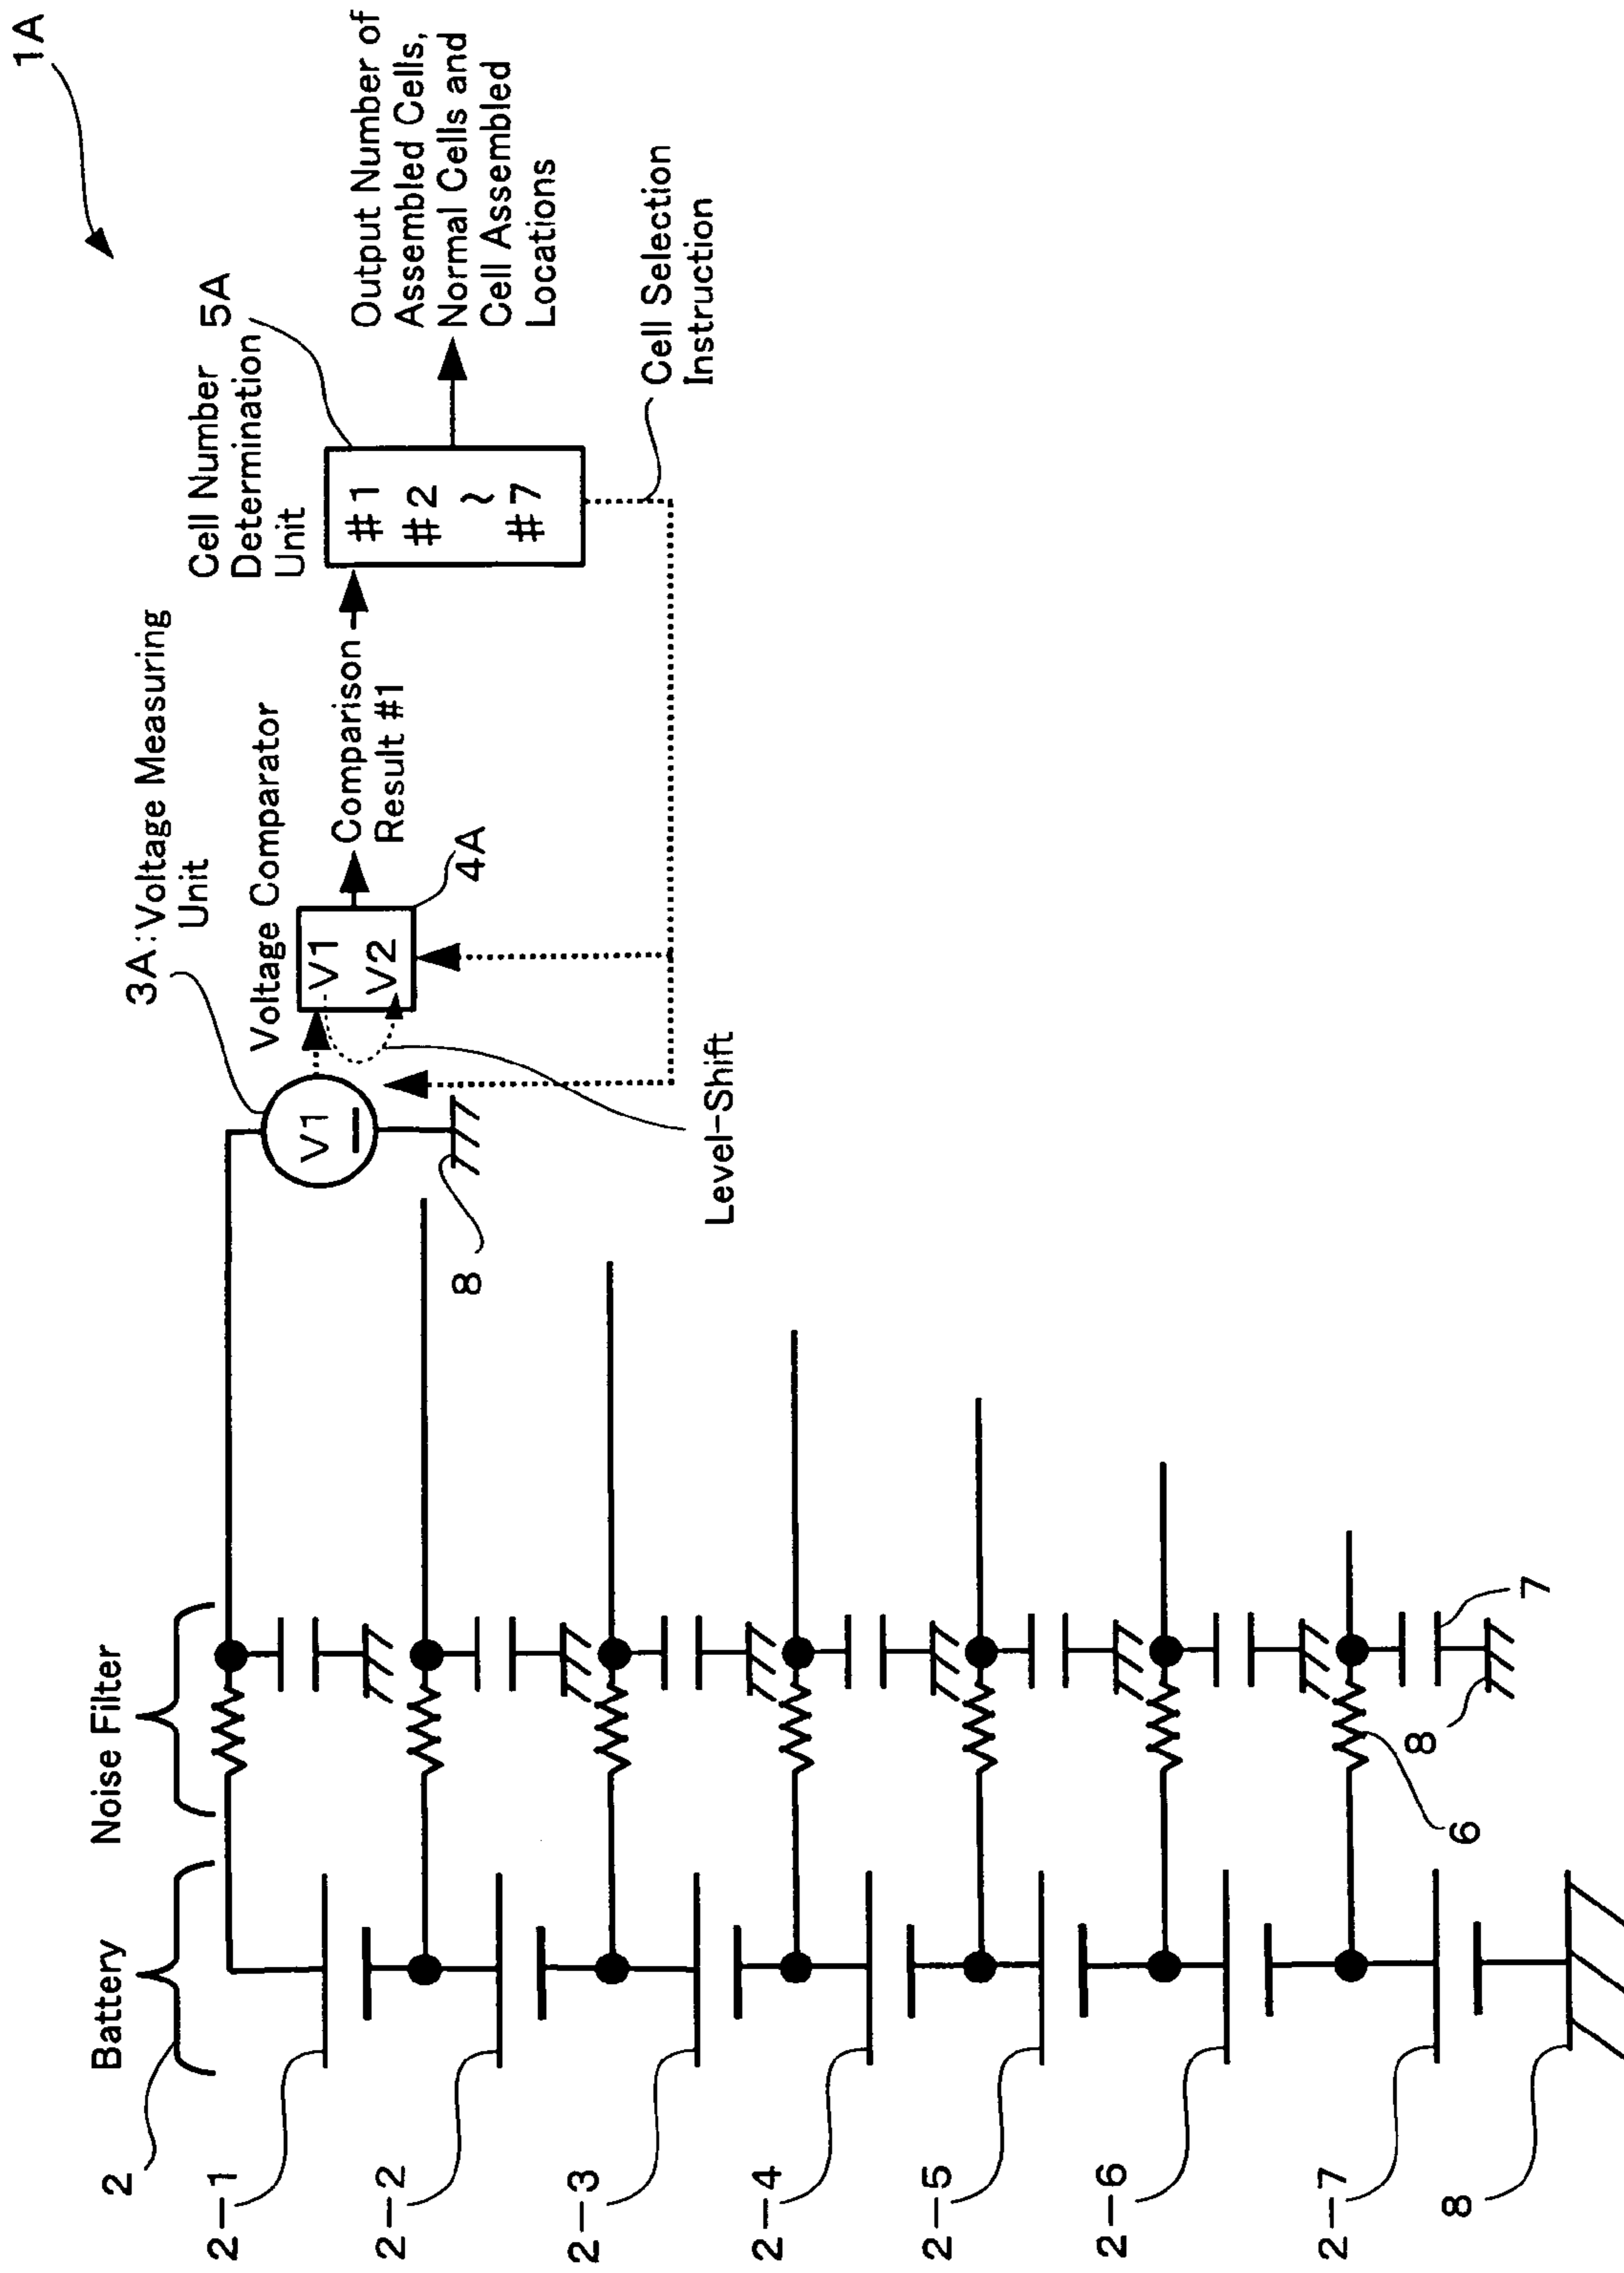 1A
Battery
Noise Filter
3A:Voltage Measuring
Unit
Voltage Comparator
Cell Number
Determination
Unit
5A
2
2-1
2-2
2-3
2-4
2-5
2-6
2-7
8
V1
V1
V2
4A
Comparison
Result #1
#1
#2
~
#7
Output Number of
Assembled Cells,
Normal Cells and
Cell Assembled
Locations
Cell Selection
Instruction
Level-Shift
8
6
8
7